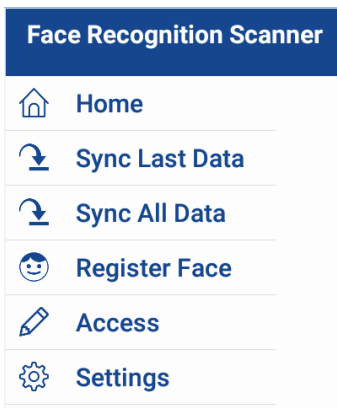 Face Recognition Scanner
Home
Sync Last Data
Sync All Data
Register Face
Access
Settings